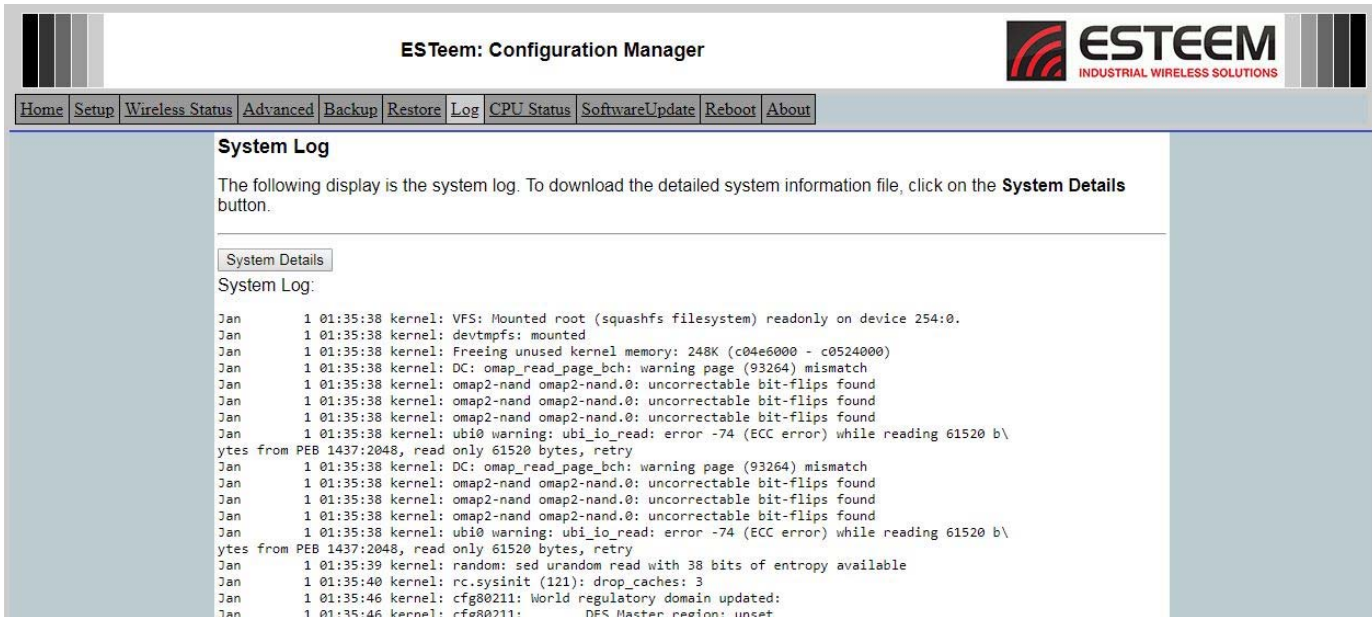 ESTeem: Configuration Manager
ESTEEM
INDUSTRIAL WIRELESS SOLUTIONS
Home Setup Wireless Status Advanced Backup Restore Log CPU Status SoftwareUpdate Reboot About
System Log
The following display is the system log. To download the detailed system information file, click on the System Details
button.
System Details
System Log:
Jan 1 01:35:38 kernel: VFS: Mounted root (squashfs filesystem) readonly on device 254:0.
Jan 1 01:35:38 kernel: devtmpfs: mounted
Jan 1 01:35:38 kernel: Freeing unused kernel memory: 248K (c04e6000 - c0524000)
Jan 1 01:35:38 kernel: DC: omap_read_page_bch: warning page (93264) mismatch
Jan 1 01:35:38 kernel: omap2-nand omap2-nand.0: uncorrectable bit-flips found
Jan 1 01:35:38 kernel: omap2-nand omap2-nand.0: uncorrectable bit-flips found
Jan 1 01:35:38 kernel: omap2-nand omap2-nand.0: uncorrectable bit-flips found
Jan 1 01:35:38 kernel: ubi0 warning: ubi_io_read: error -74 (ECC error) while reading 61520 b\
ytes from PEB 1437:2048, read only 61520 bytes, retry
Jan 1 01:35:38 kernel: DC: omap_read_page_bch: warning page (93264) mismatch
Jan 1 01:35:38 kernel: omap2-nand omap2-nand.0: uncorrectable bit-flips found
Jan 1 01:35:38 kernel: omap2-nand omap2-nand.0: uncorrectable bit-flips found
Jan 1 01:35:38 kernel: omap2-nand omap2-nand.0: uncorrectable bit-flips found
Jan 1 01:35:38 kernel: ubi0 warning: ubi_io_read: error -74 (ECC error) while reading 61520 b\
ytes from PEB 1437:2048, read only 61520 bytes, retry
Jan 1 01:35:39 kernel: random: sed urandom read with 38 bits of entropy available
Jan 1 01:35:40 kernel: rc.sysinit (121): drop_caches: 3
Jan 1 01:35:46 kernel: cfg80211: World regulatory domain updated:
Jan 1 01:35:46 kernel: cfg80211: DFS Master region: unset